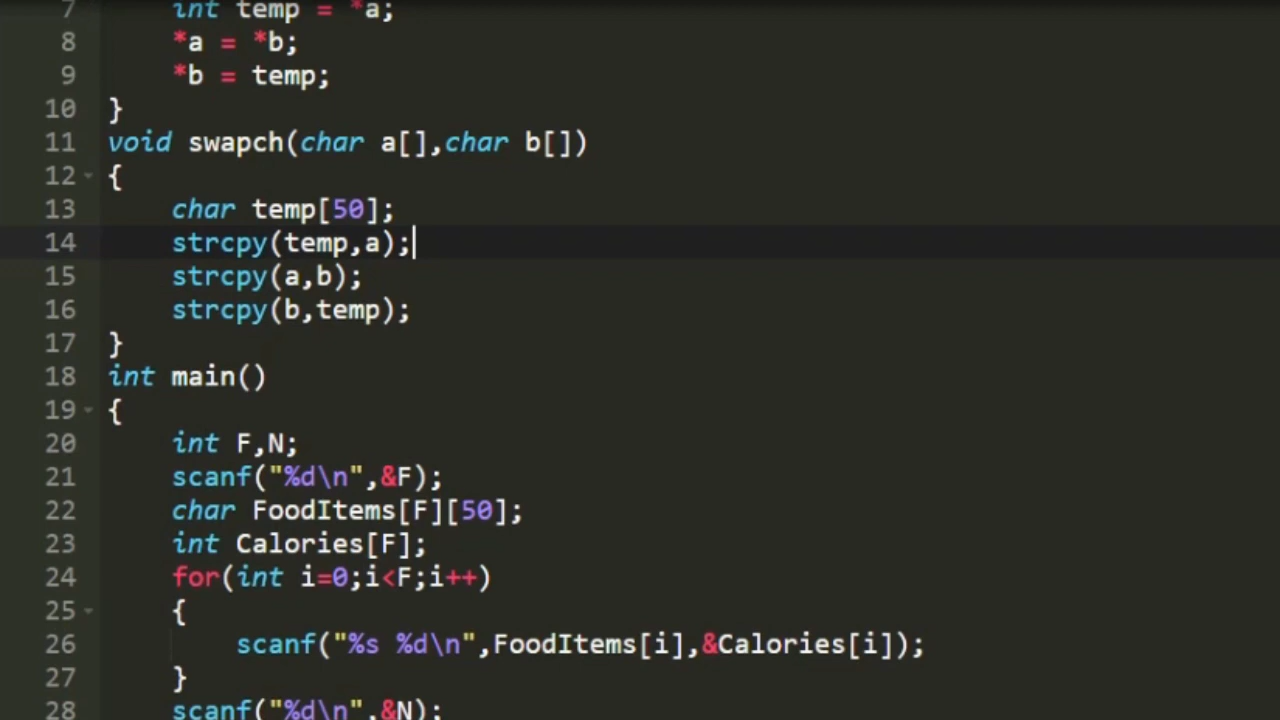 7 int temp = *a;
8 *a = *b;
9 *b = temp;
10 }
11 void swapch(char a[],char b[])
12 {
13 char temp[50];
14 strcpy(temp,a);
15 strcpy(a,b);
16 strcpy(b,temp);
17 }
18 int main()
19 {
20 int F,N;
21 scanf("%d\n",&F);
22 char FoodItems[F][50];
23 int Calories[F];
24 for(int i=0;i<F;i++)
25 {
26 scanf("%s %d\n",FoodItems[i],&Calories[i]);
27 }
28 scanf("%d\n",&N);